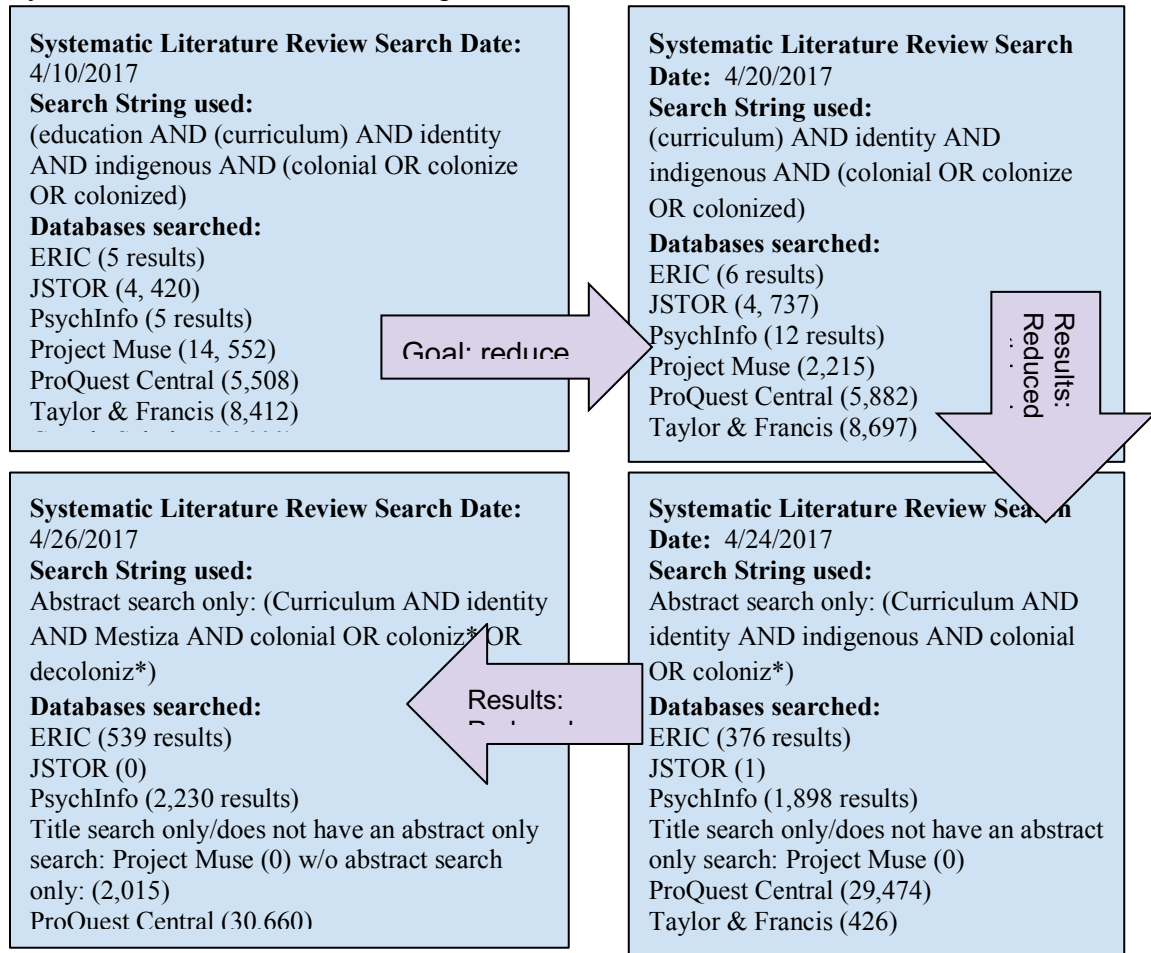 Systematic Literature Review Search Date:
4/10/2017
Search String used:
(education AND (curriculum) AND identity
AND indigenous AND (colonial OR colonize
OR colonized)
Databases searched:
ERIC (5 results)
JSTOR (4, 420)
PsychInfo (5 results)
Project Muse (14, 552)
ProQuest Central (5,508)
Taylor & Francis (8,412)
Goal: reduce
Systematic Literature Review Search
Date: 4/20/2017
Search String used:
(curriculum) AND identity AND
indigenous AND (colonial OR colonize
OR colonized)
Databases searched:
ERIC (6 results)
JSTOR (4, 737)
PsychInfo (12 results)
Project Muse (2,215)
ProQuest Central (5,882)
Taylor & Francis (8,697)
Results:
Reduced
Systematic Literature Review Search
Date: 4/24/2017
Search String used:
Abstract search only: (Curriculum AND
identity AND indigenous AND colonial
OR coloniz*)
Databases searched:
ERIC (376 results)
JSTOR (1)
PsychInfo (1,898 results)
Title search only/does not have an abstract
only search: Project Muse (0)
ProQuest Central (29,474)
Taylor & Francis (426)
Results:
Systematic Literature Review Search Date:
4/26/2017
Search String used:
Abstract search only: (Curriculum AND identity
AND Mestiza AND colonial OR coloniz* OR
decoloniz*)
Databases searched:
ERIC (539 results)
JSTOR (0)
PsychInfo (2,230 results)
Title search only/does not have an abstract only
search: Project Muse (0) w/o abstract search
only: (2,015)
ProQuest Central (30,660)